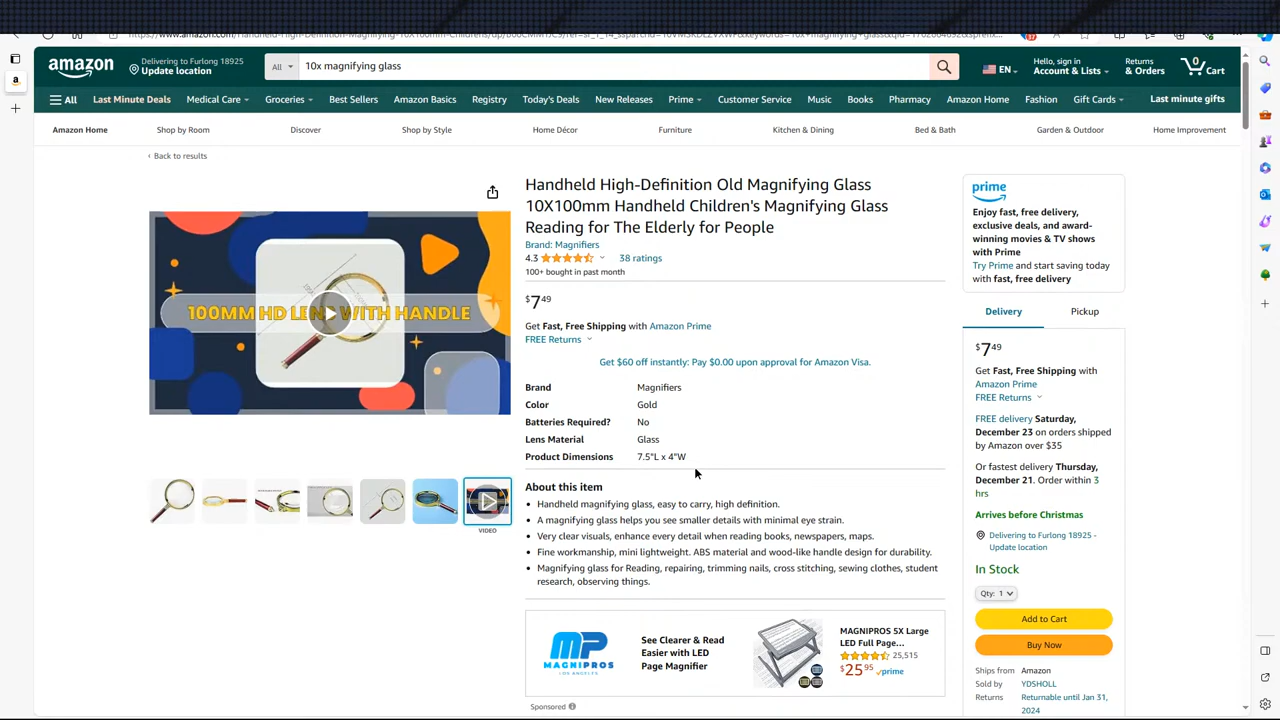 amazon
Delivering to Furlong 18925
Update location
All
10x magnifying glass
EN
Hello, sign in
Account & Lists
Returns
& Orders
0
Cart
All
Last Minute Deals
Medical Care
Groceries
Best Sellers
Amazon Basics
Registry
Today's Deals
New Releases
Prime
Customer Service
Music
Books
Pharmacy
Amazon Home
Fashion
Gift Cards
Last minute gifts
Amazon Home
Shop by Room
Discover
Shop by Style
Home Décor
Furniture
Kitchen & Dining
Bed & Bath
Garden & Outdoor
Home Improvement
‹ Back to results
100MM HD LENS WITH HANDLE
VIDEO
Handheld High-Definition Old Magnifying Glass
10X100mm Handheld Children's Magnifying Glass
Reading for The Elderly for People
Brand: Magnifiers
4.3
38 ratings
100+ bought in past month
$7 49
Get Fast, Free Shipping with Amazon Prime
FREE Returns
Get $60 off instantly: Pay $0.00 upon approval for Amazon Visa.
Brand Magnifiers
Color Gold
Batteries Required? No
Lens Material Glass
Product Dimensions 7.5"L x 4"W
About this item
• Handheld magnifying glass, easy to carry, high definition.
• A magnifying glass helps you see smaller details with minimal eye strain.
• Very clear visuals, enhance every detail when reading books, newspapers, maps.
• Fine workmanship, mini lightweight. ABS material and wood-like handle design for durability.
• Magnifying glass for Reading, repairing, trimming nails, cross stitching, sewing clothes, student
research, observing things.
MP
MAGNIPROS
LOS ANGELES
See Clearer & Read
Easier with LED
Page Magnifier
MAGNIPROS 5X Large
LED Full Page...
25,515
$25 95 prime
Sponsored
prime
Enjoy fast, free delivery,
exclusive deals, and award-
winning movies & TV shows
with Prime
Try Prime and start saving today
with fast, free delivery
Delivery
Pickup
$7 49
Get Fast, Free Shipping with
Amazon Prime
FREE Returns
FREE delivery Saturday,
December 23 on orders shipped
by Amazon over $35
Or fastest delivery Thursday,
December 21. Order within 3
hrs
Arrives before Christmas
Delivering to Furlong 18925 -
Update location
In Stock
Qty: 1
Add to Cart
Buy Now
Ships from Amazon
Sold by YDSHOLL
Returns Returnable until Jan 31,
2024